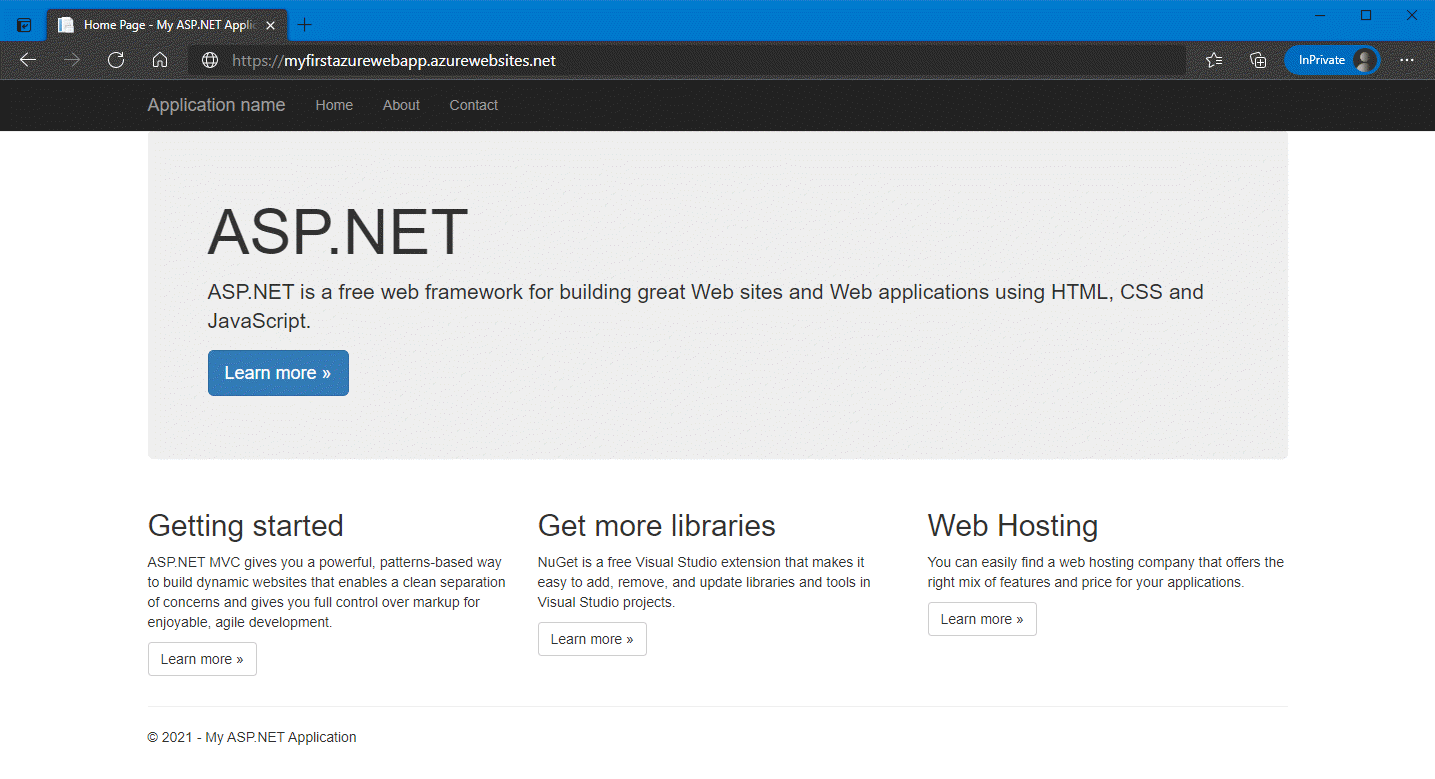 Home Page - My ASP.NET Applic
https://myfirstazurewebapp.azurewebsites.net
InPrivate
Application name Home About Contact
ASP.NET
ASP.NET is a free web framework for building great Web sites and Web applications using HTML, CSS and
JavaScript.
Learn more »
Getting started
ASP.NET MVC gives you a powerful, patterns-based way
to build dynamic websites that enables a clean separation
of concerns and gives you full control over markup for
enjoyable, agile development.
Learn more »
Get more libraries
NuGet is a free Visual Studio extension that makes it
easy to add, remove, and update libraries and tools in
Visual Studio projects.
Learn more »
Web Hosting
You can easily find a web hosting company that offers the
right mix of features and price for your applications.
Learn more »
© 2021 - My ASP.NET Application